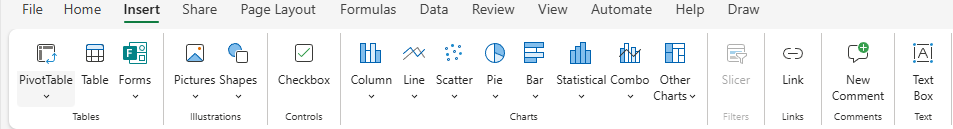 File Home Insert Share Page Layout Formulas Data Review View Automate Help Draw
PivotTable Table Forms Pictures Shapes Checkbox Column Line Scatter Pie Bar Statistical Combo Other Charts Slicer Link New Comment Text Box
Tables Illustrations Controls Charts Filters Links Comments Text